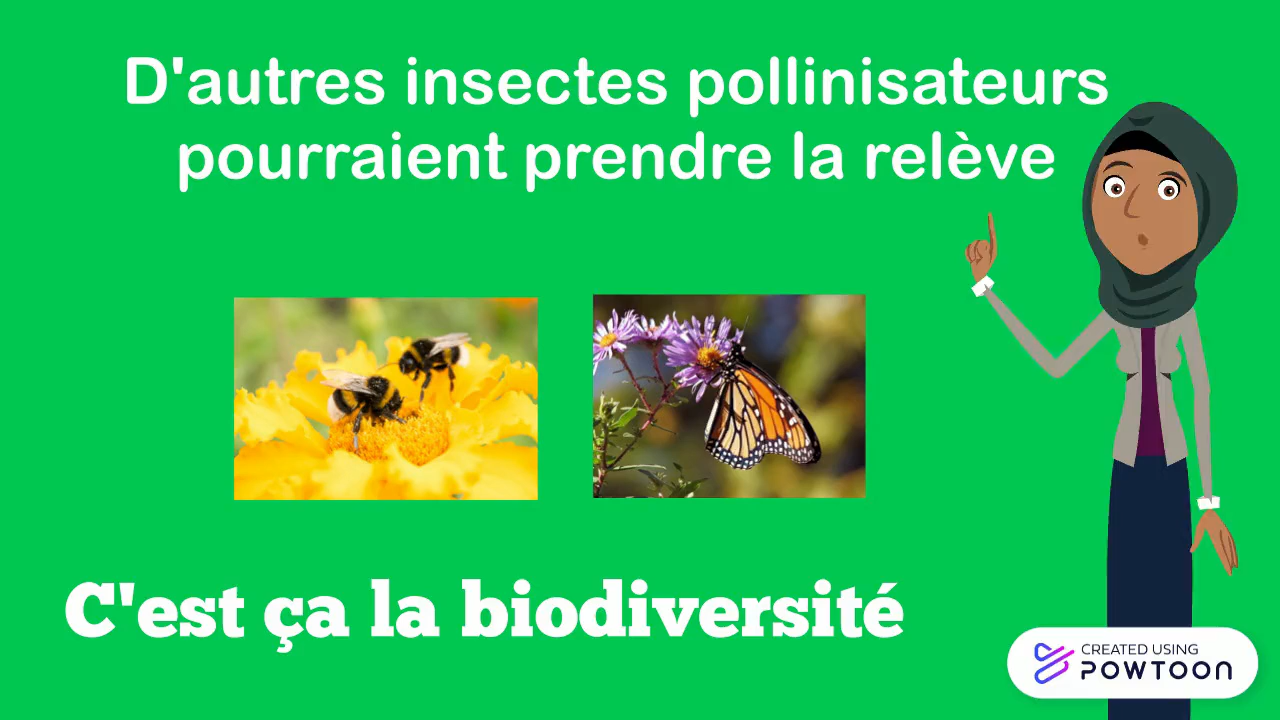 D'autres insectes pollinisateurs
pourraient prendre la relève
C'est ça la biodiversité
CREATED USING
POWTOON